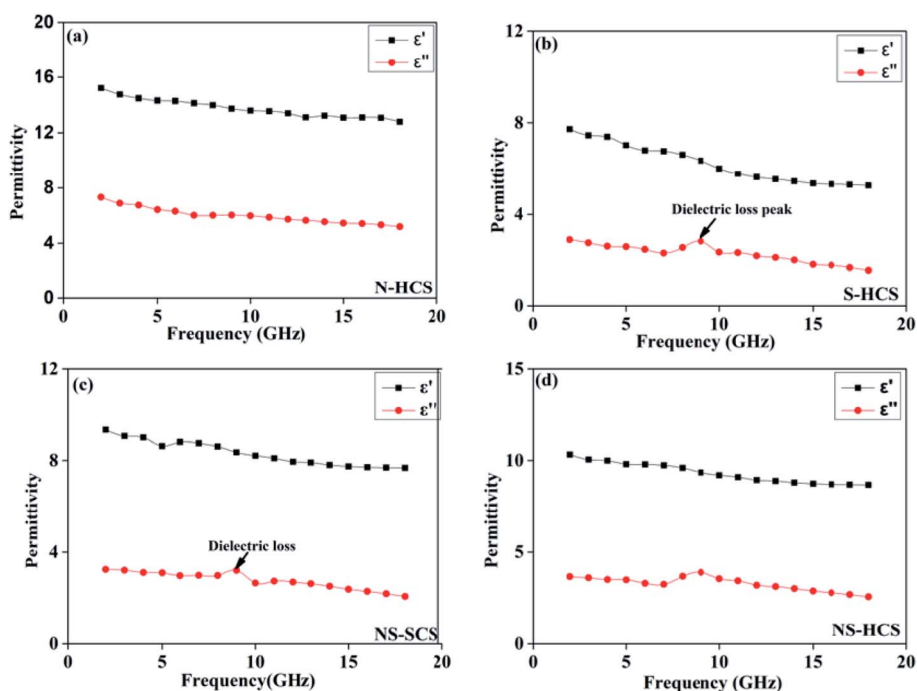 (a)
ε'
ε''
20
16
12
8
4
0
Permittivity
N-HCS
0
5
10
15
20
Frequency (GHz)
(b)
ε'
ε''
12
8
4
0
Permittivity
Dielectric loss peak
S-HCS
0
5
10
15
20
Frequency (GHz)
(c)
ε'
ε''
12
8
4
0
Permittivity
Dielectric loss
NS-SCS
0
5
10
15
20
Frequency(GHz)
(d)
ε'
ε''
15
10
5
0
Permittivity
NS-HCS
0
5
10
15
20
Frequency (GHz)